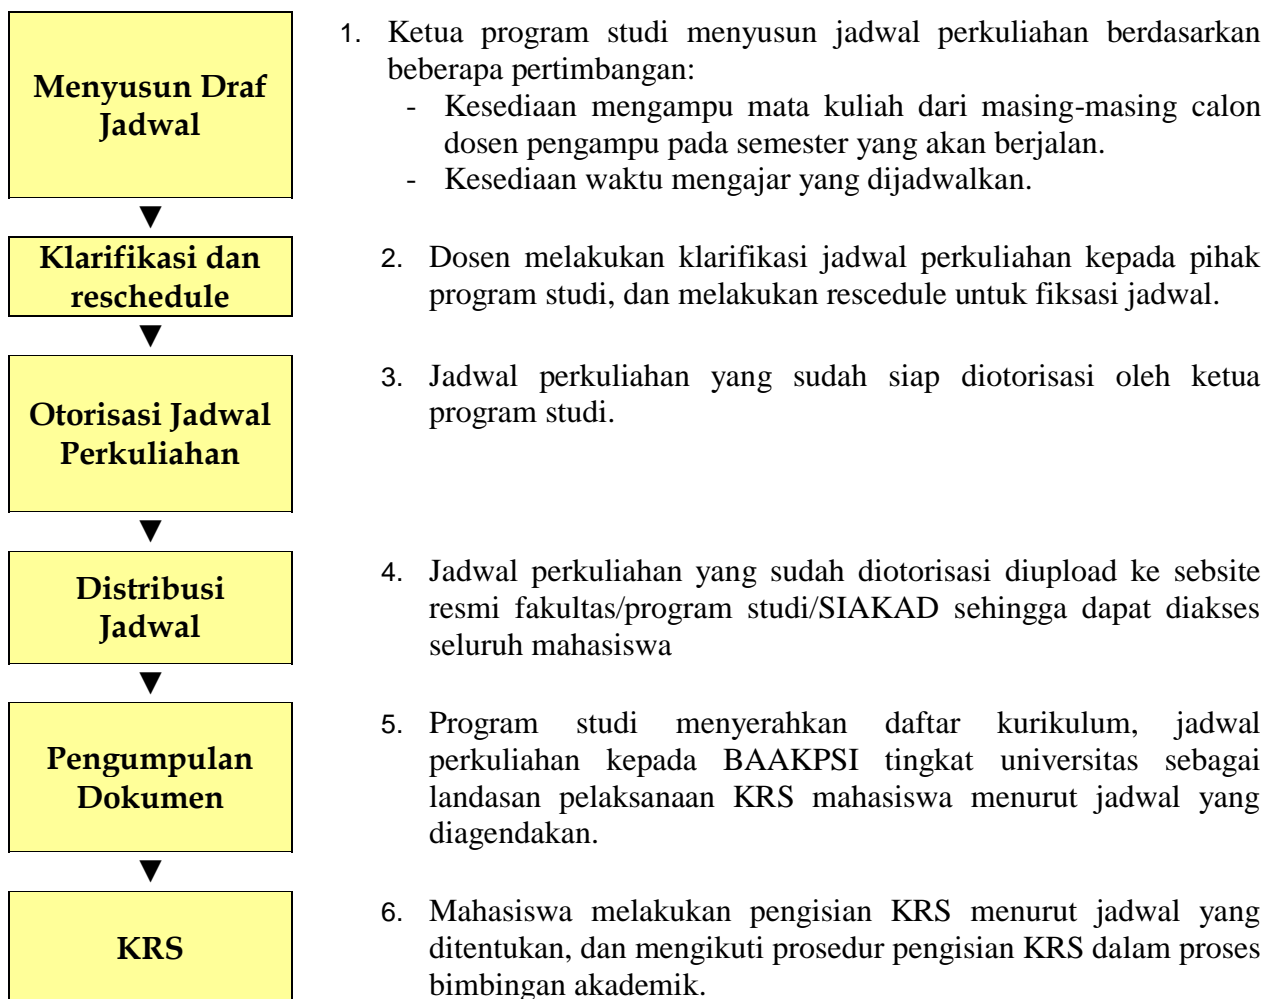 Menyusun Draf
Jadwal
1. Ketua program studi menyusun jadwal perkuliahan berdasarkan
beberapa pertimbangan:
- Kesediaan mengampu mata kuliah dari masing-masing calon
dosen pengampu pada semester yang akan berjalan.
- Kesediaan waktu mengajar yang dijadwalkan.
Klarifikasi dan
reschedule
2. Dosen melakukan klarifikasi jadwal perkuliahan kepada pihak
program studi, dan melakukan rescedule untuk fiksasi jadwal.
Otorisasi Jadwal
Perkuliahan
3. Jadwal perkuliahan yang sudah siap diotorisasi oleh ketua
program studi.
Distribusi
Jadwal
4. Jadwal perkuliahan yang sudah diotorisasi diupload ke sebsite
resmi fakultas/program studi/SIAKAD sehingga dapat diakses
seluruh mahasiswa
Pengumpulan
Dokumen
5. Program studi menyerahkan daftar kurikulum, jadwal
perkuliahan kepada BAAKPSI tingkat universitas sebagai
landasan pelaksanaan KRS mahasiswa menurut jadwal yang
diagendakan.
KRS
6. Mahasiswa melakukan pengisian KRS menurut jadwal yang
ditentukan, dan mengikuti prosedur pengisian KRS dalam proses
bimbingan akademik.